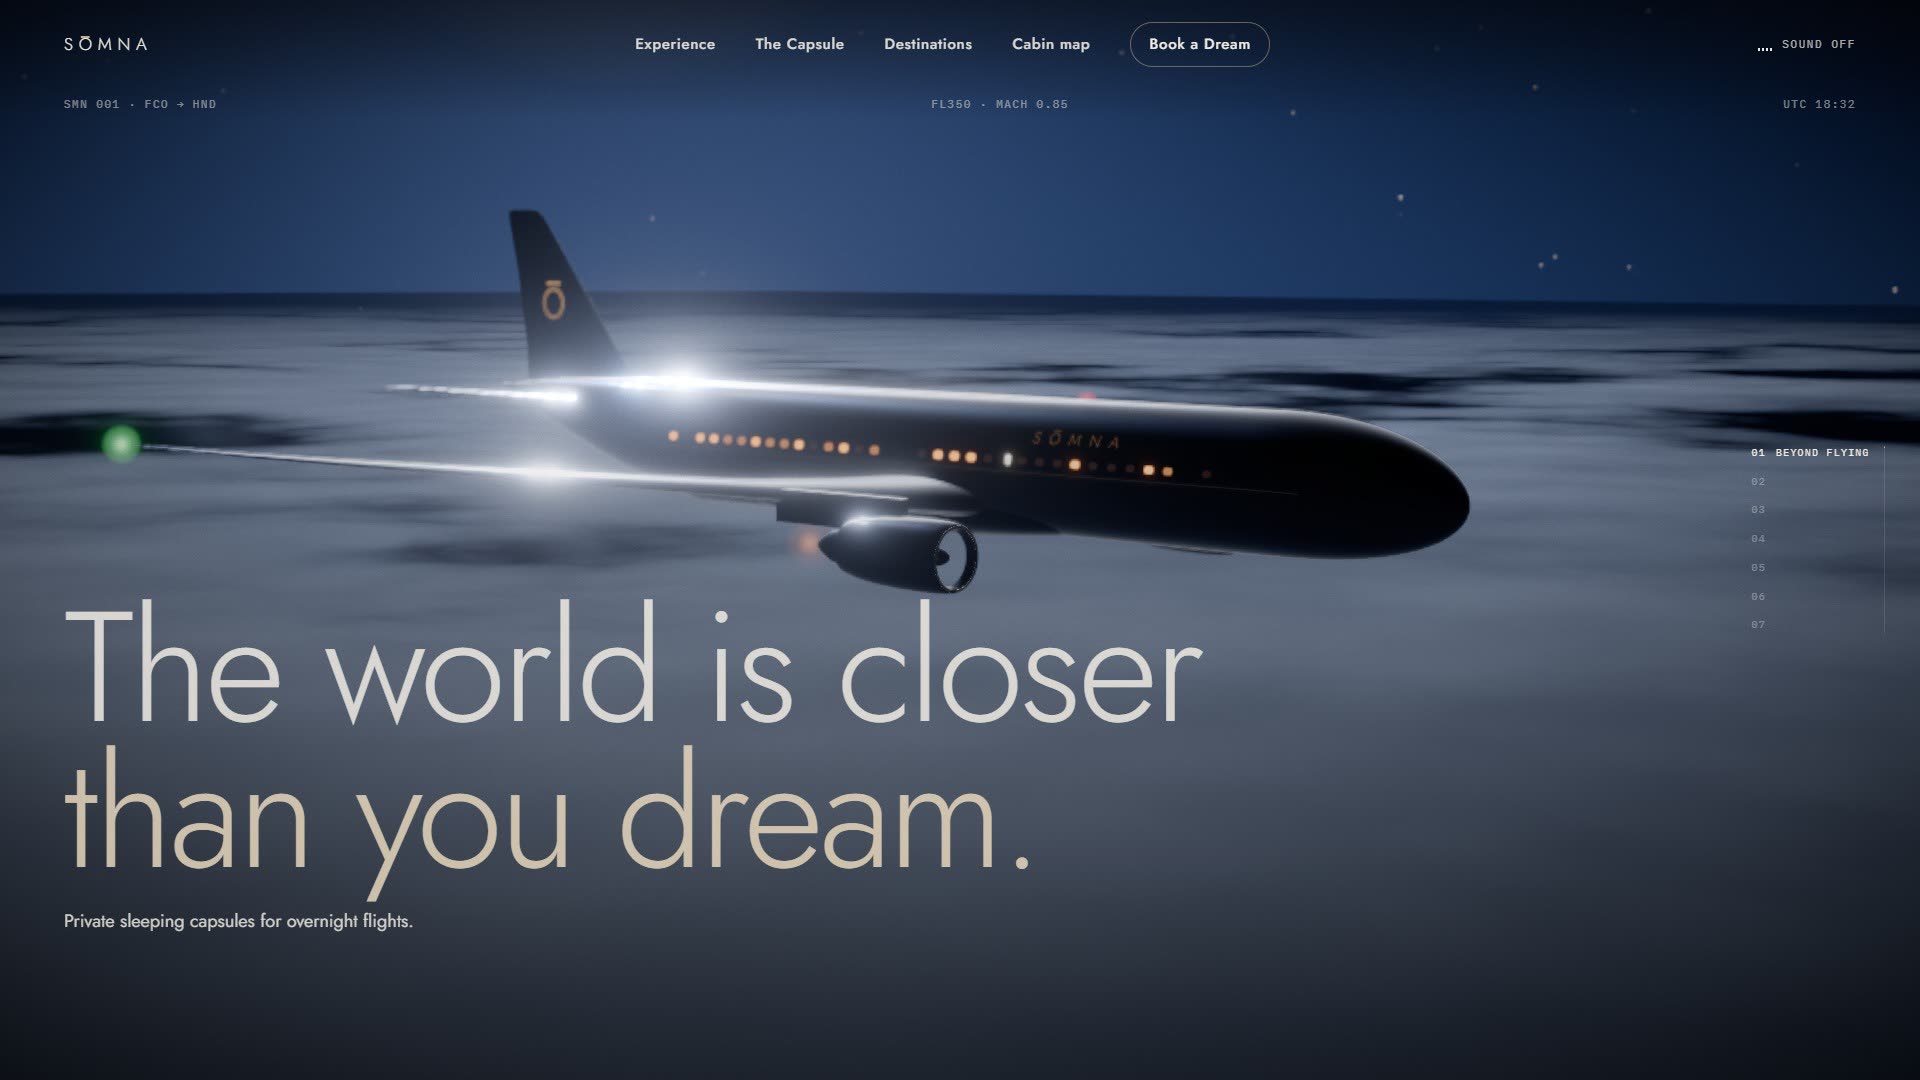 SŌMNA
Experience
The Capsule
Destinations
Cabin map
Book a Dream
SOUND OFF
SMN 001 · FCO → HND
FL350 · MACH 0.85
UTC 18:32
Ō
SŌMNA
01 BEYOND FLYING
02
03
04
05
06
07
The world is closer
than you dream.
Private sleeping capsules for overnight flights.